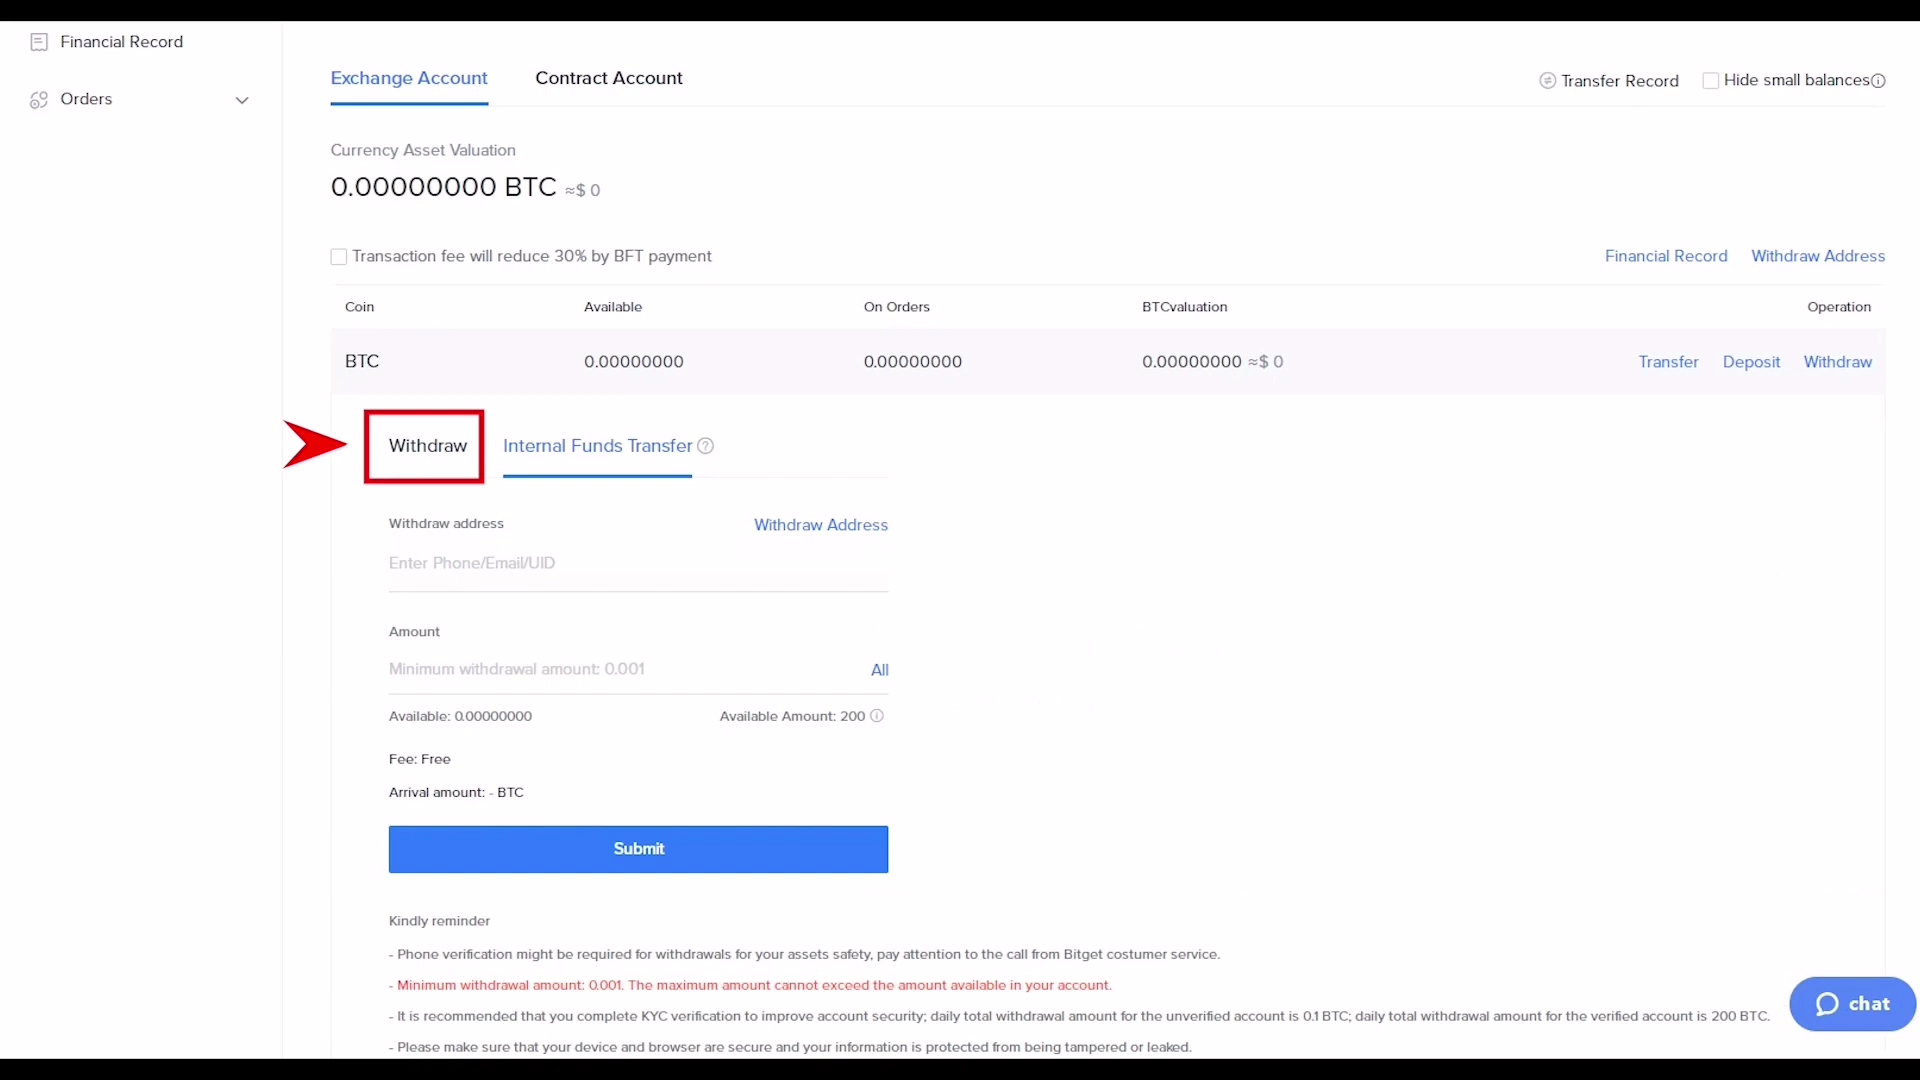 Financial Record
Orders
Exchange Account Contract Account Transfer Record Hide small balances
Currency Asset Valuation
0.00000000 BTC ≈$ 0
Transaction fee will reduce 30% by BFT payment Financial Record Withdraw Address
Coin Available On Orders BTCvaluation Operation
BTC 0.00000000 0.00000000 0.00000000 ≈$ 0 Transfer Deposit Withdraw
Withdraw Internal Funds Transfer
Withdraw address Withdraw Address
Enter Phone/Email/UID
Amount
Minimum withdrawal amount: 0.001 All
Available: 0.00000000 Available Amount: 200
Fee: Free
Arrival amount: - BTC
Submit
Kindly reminder
- Phone verification might be required for withdrawals for your assets safety, pay attention to the call from Bitget costumer service.
- Minimum withdrawal amount: 0.001. The maximum amount cannot exceed the amount available in your account.
- It is recommended that you complete KYC verification to improve account security; daily total withdrawal amount for the unverified account is 0.1 BTC; daily total withdrawal amount for the verified account is 200 BTC.
- Please make sure that your device and browser are secure and your information is protected from being tampered or leaked.
chat